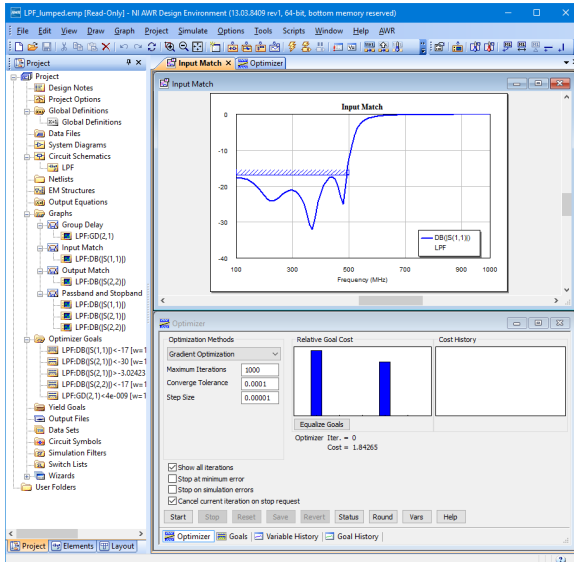 LPF_lumped.emp [Read-Only] - NI AWR Design Environment (13.03.8409 rev1, 64-bit, bottom memory reserved)
File Edit View Draw Graph Project Simulate Options Tools Scripts Window Help AWR
Project
Input Match
Optimizer
Project
Design Notes
Project Options
Global Definitions
Global Definitions
Data Files
System Diagrams
Circuit Schematics
LPF
Netlists
EM Structures
Output Equations
Graphs
Group Delay
LPF:GD(2,1)
Input Match
LPF:DB(|S(1,1)|)
Output Match
LPF:DB(|S(2,2)|)
Passband and Stopband
LPF:DB(|S(1,1)|)
LPF:DB(|S(2,1)|)
LPF:DB(|S(2,2)|)
Optimizer Goals
LPF:DB(|S(1,1)|)<-17 [w=1
LPF:DB(|S(2,1)|)<-30 [w=1
LPF:DB(|S(2,1)|)>-3.02423
LPF:DB(|S(2,2)|)<-17 [w=1
LPF:GD(2,1)<4e-009 [w=1
Yield Goals
Output Files
Data Sets
Circuit Symbols
Simulation Filters
Switch Lists
Wizards
User Folders
Project Elements Layout
Input Match
Input Match
0
-10
-20
-30
-40
100 300 500 700 900 1000
Frequency (MHz)
DB(|S(1,1)|)
LPF
Optimizer
Optimization Methods
Gradient Optimization
Maximum Iterations 1000
Converge Tolerance 0.0001
Step Size 0.00001
Relative Goal Cost
Cost History
Equalize Goals
Optimizer Iter. = 0
Cost = 1.84265
Show all iterations
Stop at minimum error
Stop on simulation errors
Cancel current iteration on stop request
Start Stop Reset Save Revert Status Round Vars Help
Optimizer Goals Variable History Goal History